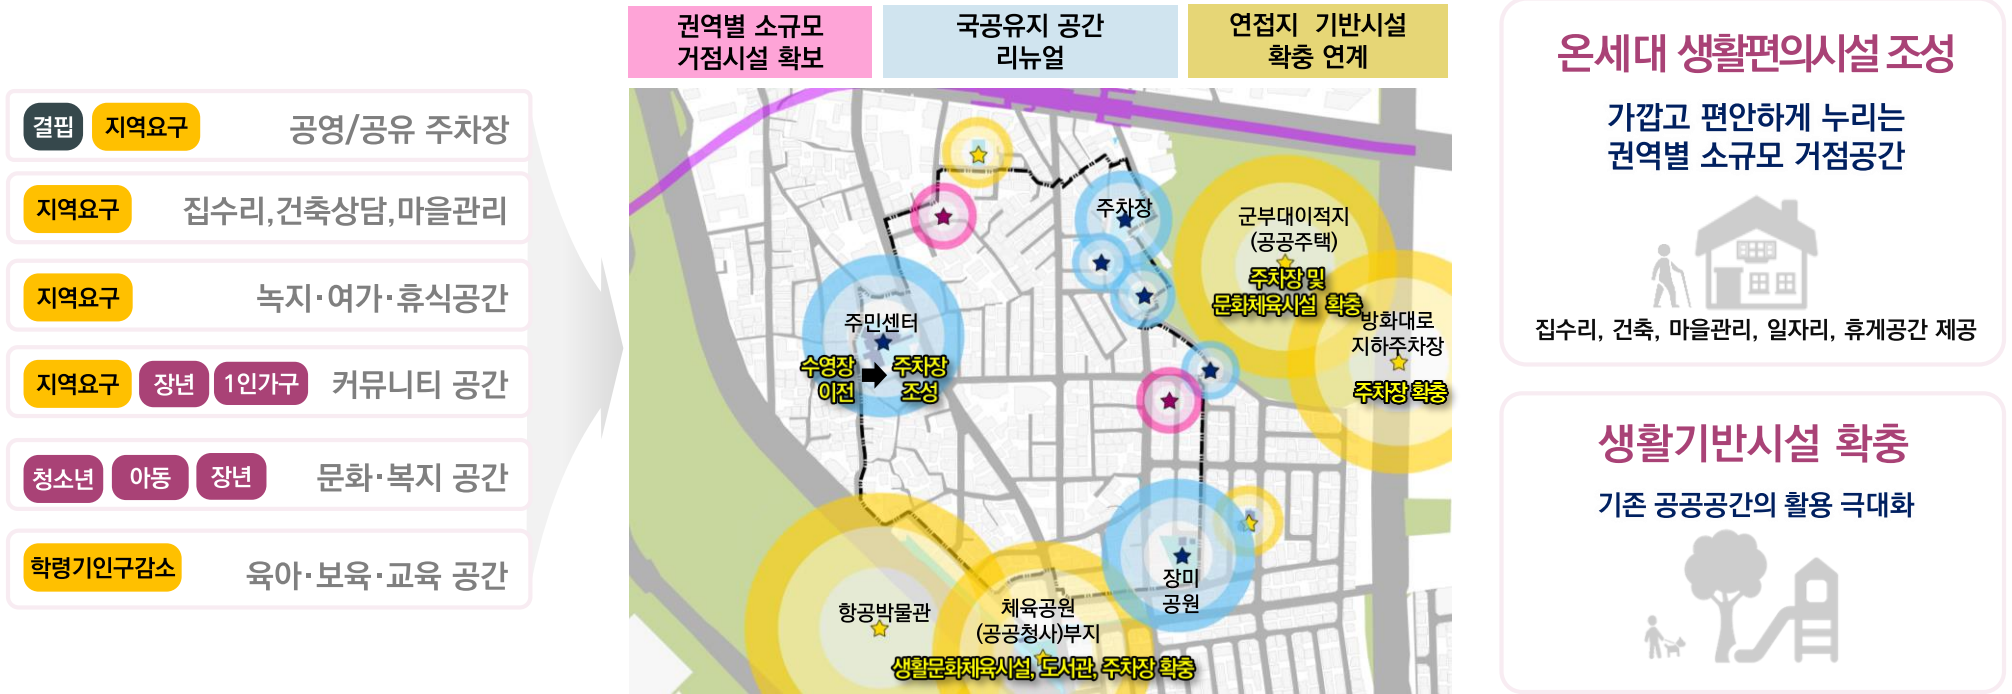 결핍 지역요구 공영/공유 주차장
지역요구 집수리,건축상담,마을관리
지역요구 녹지·여가·휴식공간
지역요구 장년 1인가구 커뮤니티 공간
청소년 아동 장년 문화·복지 공간
학령기인구감소 육아·보육·교육 공간
권역별 소규모
거점시설 확보
국공유지 공간
리뉴얼
연접지 기반시설
확충 연계
주차장
군부대이적지
(공공주택)
주차장 및
문화체육시설 확충
방화대로
지하주차장
주차장 확충
주민센터
수영장
이전
주차장
조성
장미
공원
항공박물관
체육공원
(공공청사)부지
생활문화체육시설, 도서관, 주차장 확충
온세대 생활편의시설 조성
가깝고 편안하게 누리는
권역별 소규모 거점공간
집수리, 건축, 마을관리, 일자리, 휴게공간 제공
생활기반시설 확충
기존 공공공간의 활용 극대화